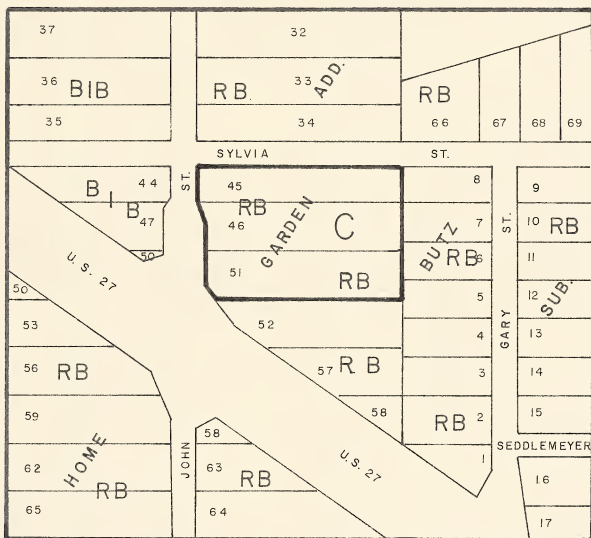 37
32
36 BIB
RB 33 ADD.
RB
35
34
66 67 68 69
SYLVIA ST.
ST.
B I B
44
47
50
45
RB
46
GARDEN
C
51
RB
8
7
BUTZ
RB 6
5
4
3
RB 2
1
ST.
GARY
9
10 RB
11
12
SUB.
13
14
15
SEDDLEMEYER
16
17
U.S. 27
50
53
56 RB
59
HOME
62
RB
65
52
57 RB
58
U.S. 27
JOHN
58
63
RB
64